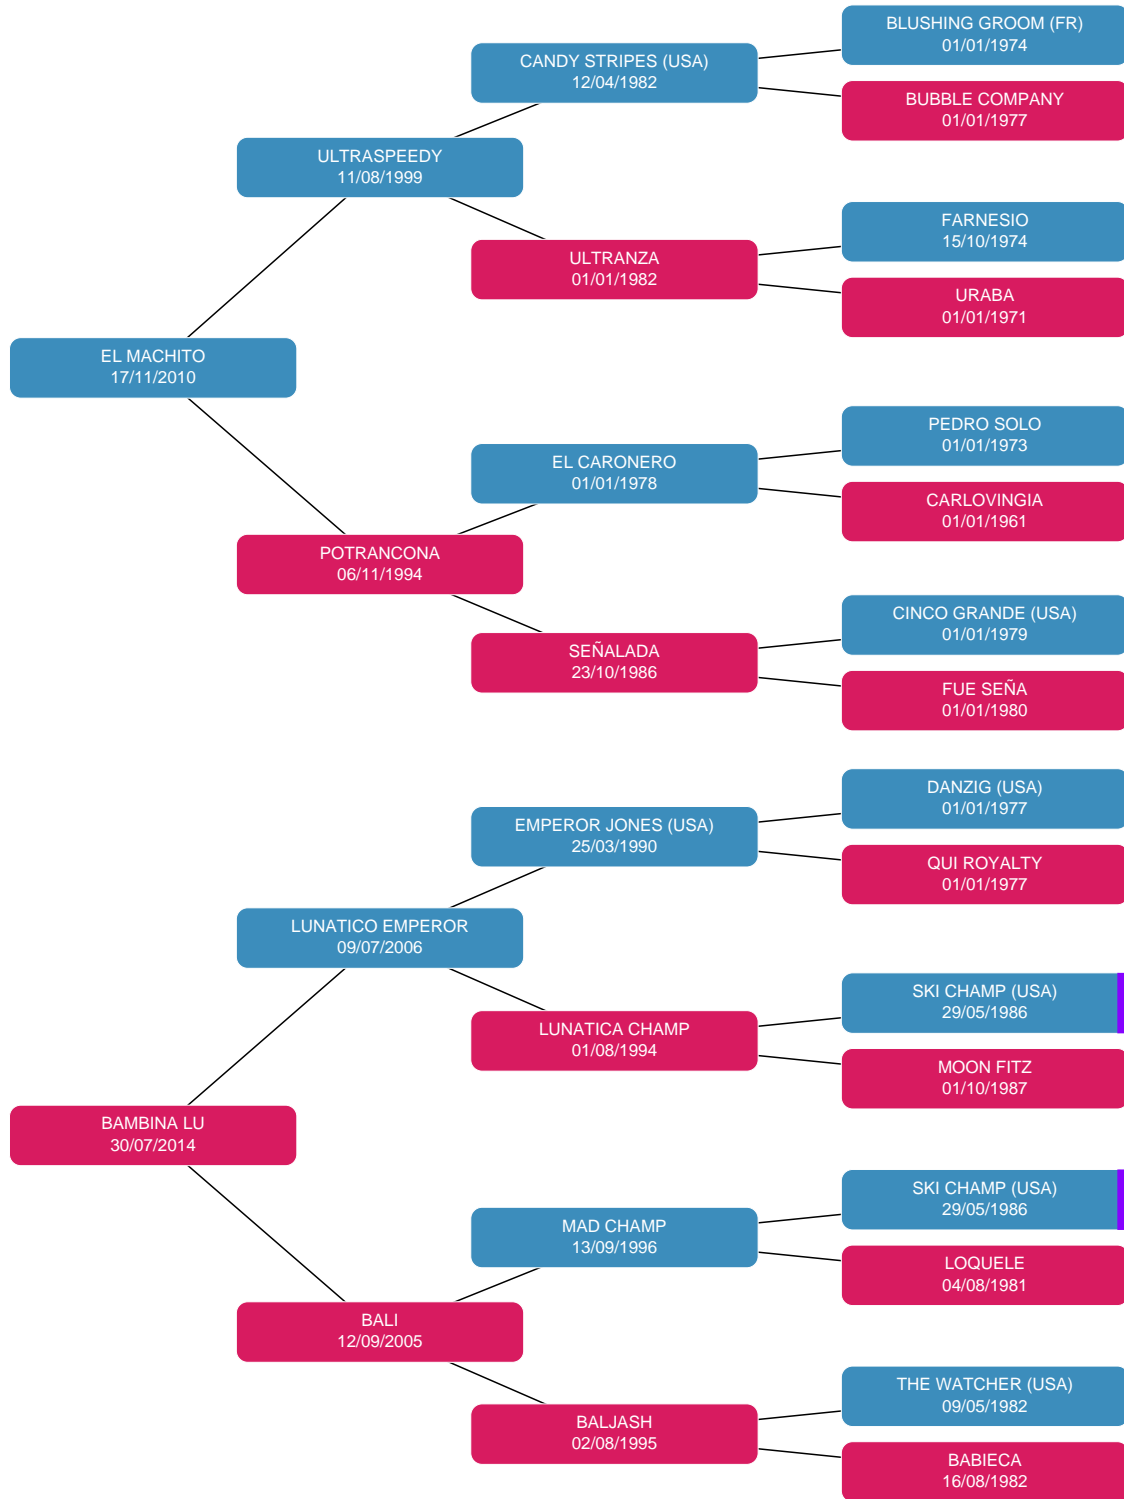 BLUSHING GROOM (FR)
01/01/1974
CANDY STRIPES (USA)
12/04/1982
BUBBLE COMPANY
01/01/1977
ULTRASPEEDY
11/08/1999
FARNESIO
15/10/1974
ULTRANZA
01/01/1982
URABA
01/01/1971
EL MACHITO
17/11/2010
PEDRO SOLO
01/01/1973
EL CARONERO
01/01/1978
CARLOVINGIA
01/01/1961
POTRANCONA
06/11/1994
CINCO GRANDE (USA)
01/01/1979
SEÑALADA
23/10/1986
FUE SEÑA
01/01/1980
DANZIG (USA)
01/01/1977
EMPEROR JONES (USA)
25/03/1990
QUI ROYALTY
01/01/1977
LUNATICO EMPEROR
09/07/2006
SKI CHAMP (USA)
29/05/1986
LUNATICA CHAMP
01/08/1994
MOON FITZ
01/10/1987
BAMBINA LU
30/07/2014
SKI CHAMP (USA)
29/05/1986
MAD CHAMP
13/09/1996
LOQUELE
04/08/1981
BALI
12/09/2005
THE WATCHER (USA)
09/05/1982
BALJASH
02/08/1995
BABIECA
16/08/1982